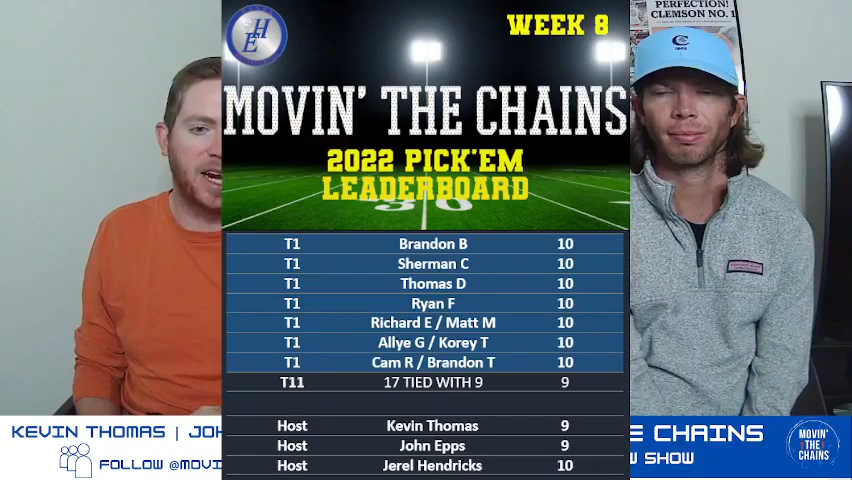 PERFECTION!
CLEMSON NO. 1
HE
WEEK 8
MOVIN' THE CHAINS
2022 PICK'EM
LEADERBOARD
30
T1 Brandon B 10
T1 Sherman C 10
T1 Thomas D 10
T1 Ryan F 10
T1 Richard E / Matt M 10
T1 Allye G / Korey T 10
T1 Cam R / Brandon T 10
T11 17 TIED WITH 9 9
Host Kevin Thomas 9
Host John Epps 9
Host Jerel Hendricks 10
KEVIN THOMAS | JOH
E CHAINS
FOLLOW @MOVI
W SHOW
MOVIN'
THE
CHAINS